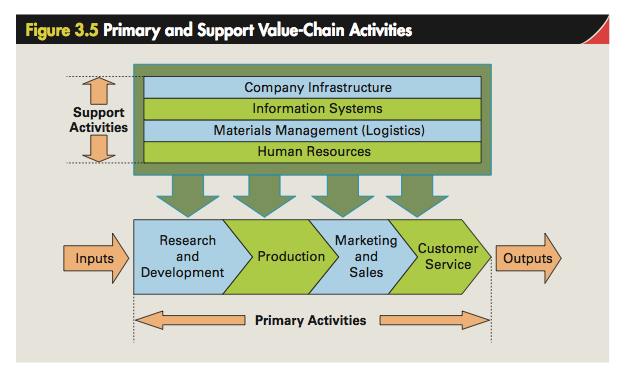 Figure 3.5 Primary and Support Value-Chain Activities
Company Infrastructure
Information Systems
Materials Management (Logistics)
Human Resources
Support
Activities
Inputs
Research
and
Development
Production
Marketing
and
Sales
Customer
Service
Outputs
Primary Activities